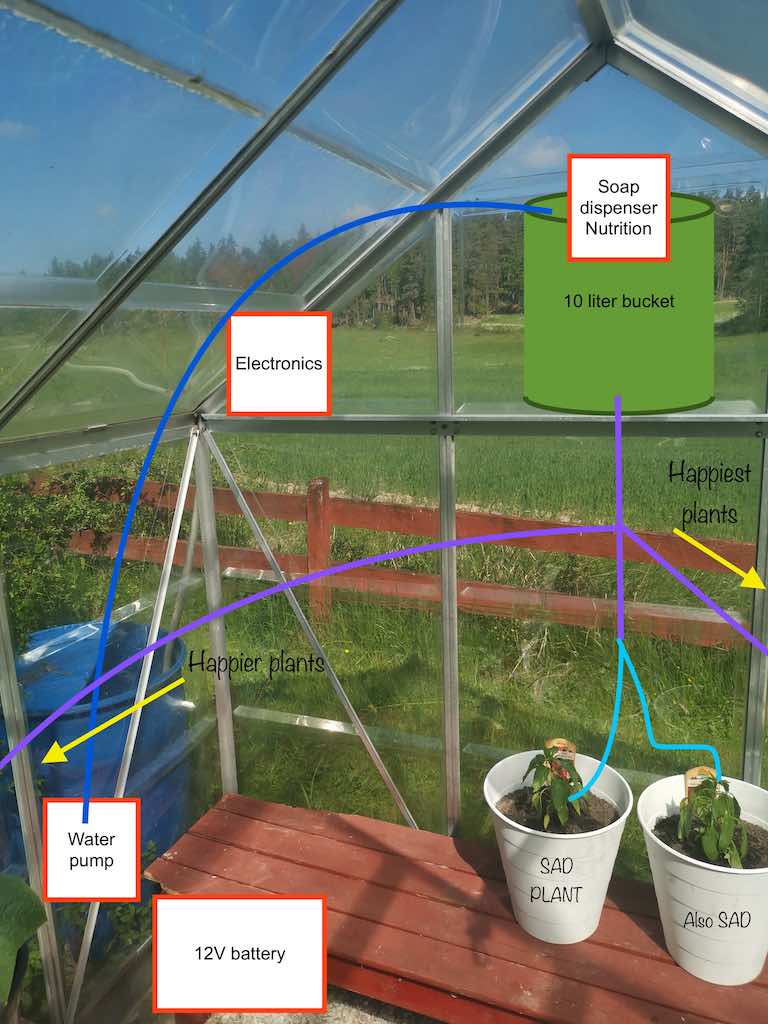 Soap
dispenser
Nutrition
10 liter bucket
Electronics
Happiest
plants
Happier plants
Water
pump
SAD
PLANT
Also SAD
12V battery